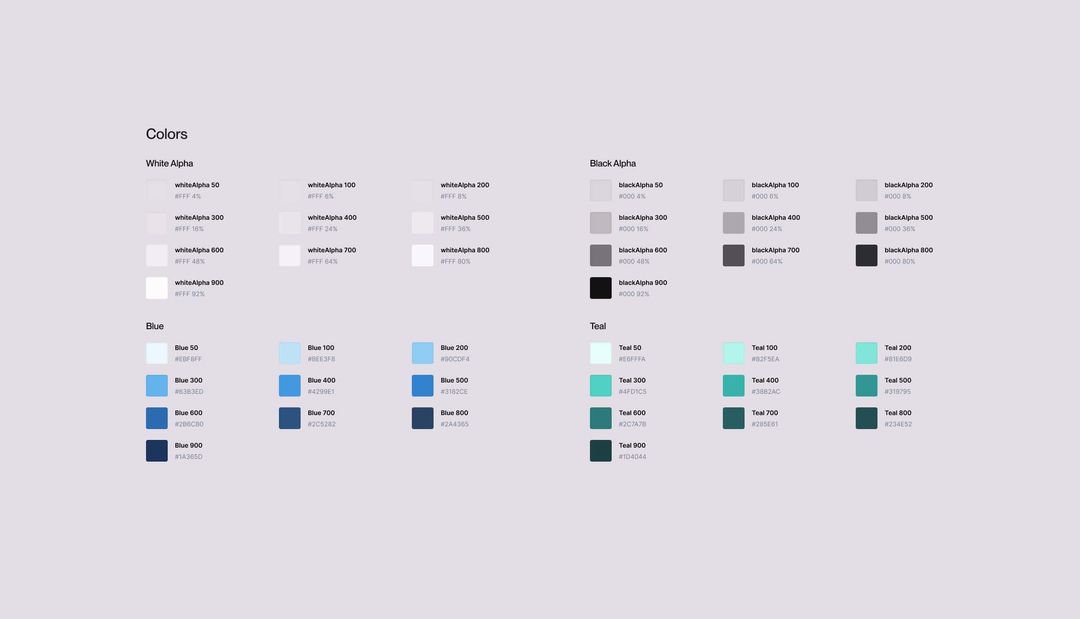 Colors
White Alpha
whiteAlpha 50
#FFF 4%
whiteAlpha 100
#FFF 6%
whiteAlpha 200
#FFF 8%
whiteAlpha 300
#FFF 16%
whiteAlpha 400
#FFF 24%
whiteAlpha 500
#FFF 36%
whiteAlpha 600
#FFF 48%
whiteAlpha 700
#FFF 64%
whiteAlpha 800
#FFF 80%
whiteAlpha 900
#FFF 92%
Black Alpha
blackAlpha 50
#000 4%
blackAlpha 100
#000 6%
blackAlpha 200
#000 8%
blackAlpha 300
#000 16%
blackAlpha 400
#000 24%
blackAlpha 500
#000 36%
blackAlpha 600
#000 48%
blackAlpha 700
#000 64%
blackAlpha 800
#000 80%
blackAlpha 900
#000 92%
Blue
Blue 50
#EBF8FF
Blue 100
#BEE3F8
Blue 200
#90CDF4
Blue 300
#63B3ED
Blue 400
#4299E1
Blue 500
#3182CE
Blue 600
#2B6CB0
Blue 700
#2C5282
Blue 800
#2A4365
Blue 900
#1A365D
Teal
Teal 50
#E6FFFA
Teal 100
#B2F5EA
Teal 200
#81E6D9
Teal 300
#4FD1C5
Teal 400
#38B2AC
Teal 500
#319795
Teal 600
#2C7A7B
Teal 700
#285E61
Teal 800
#234E52
Teal 900
#1D4044